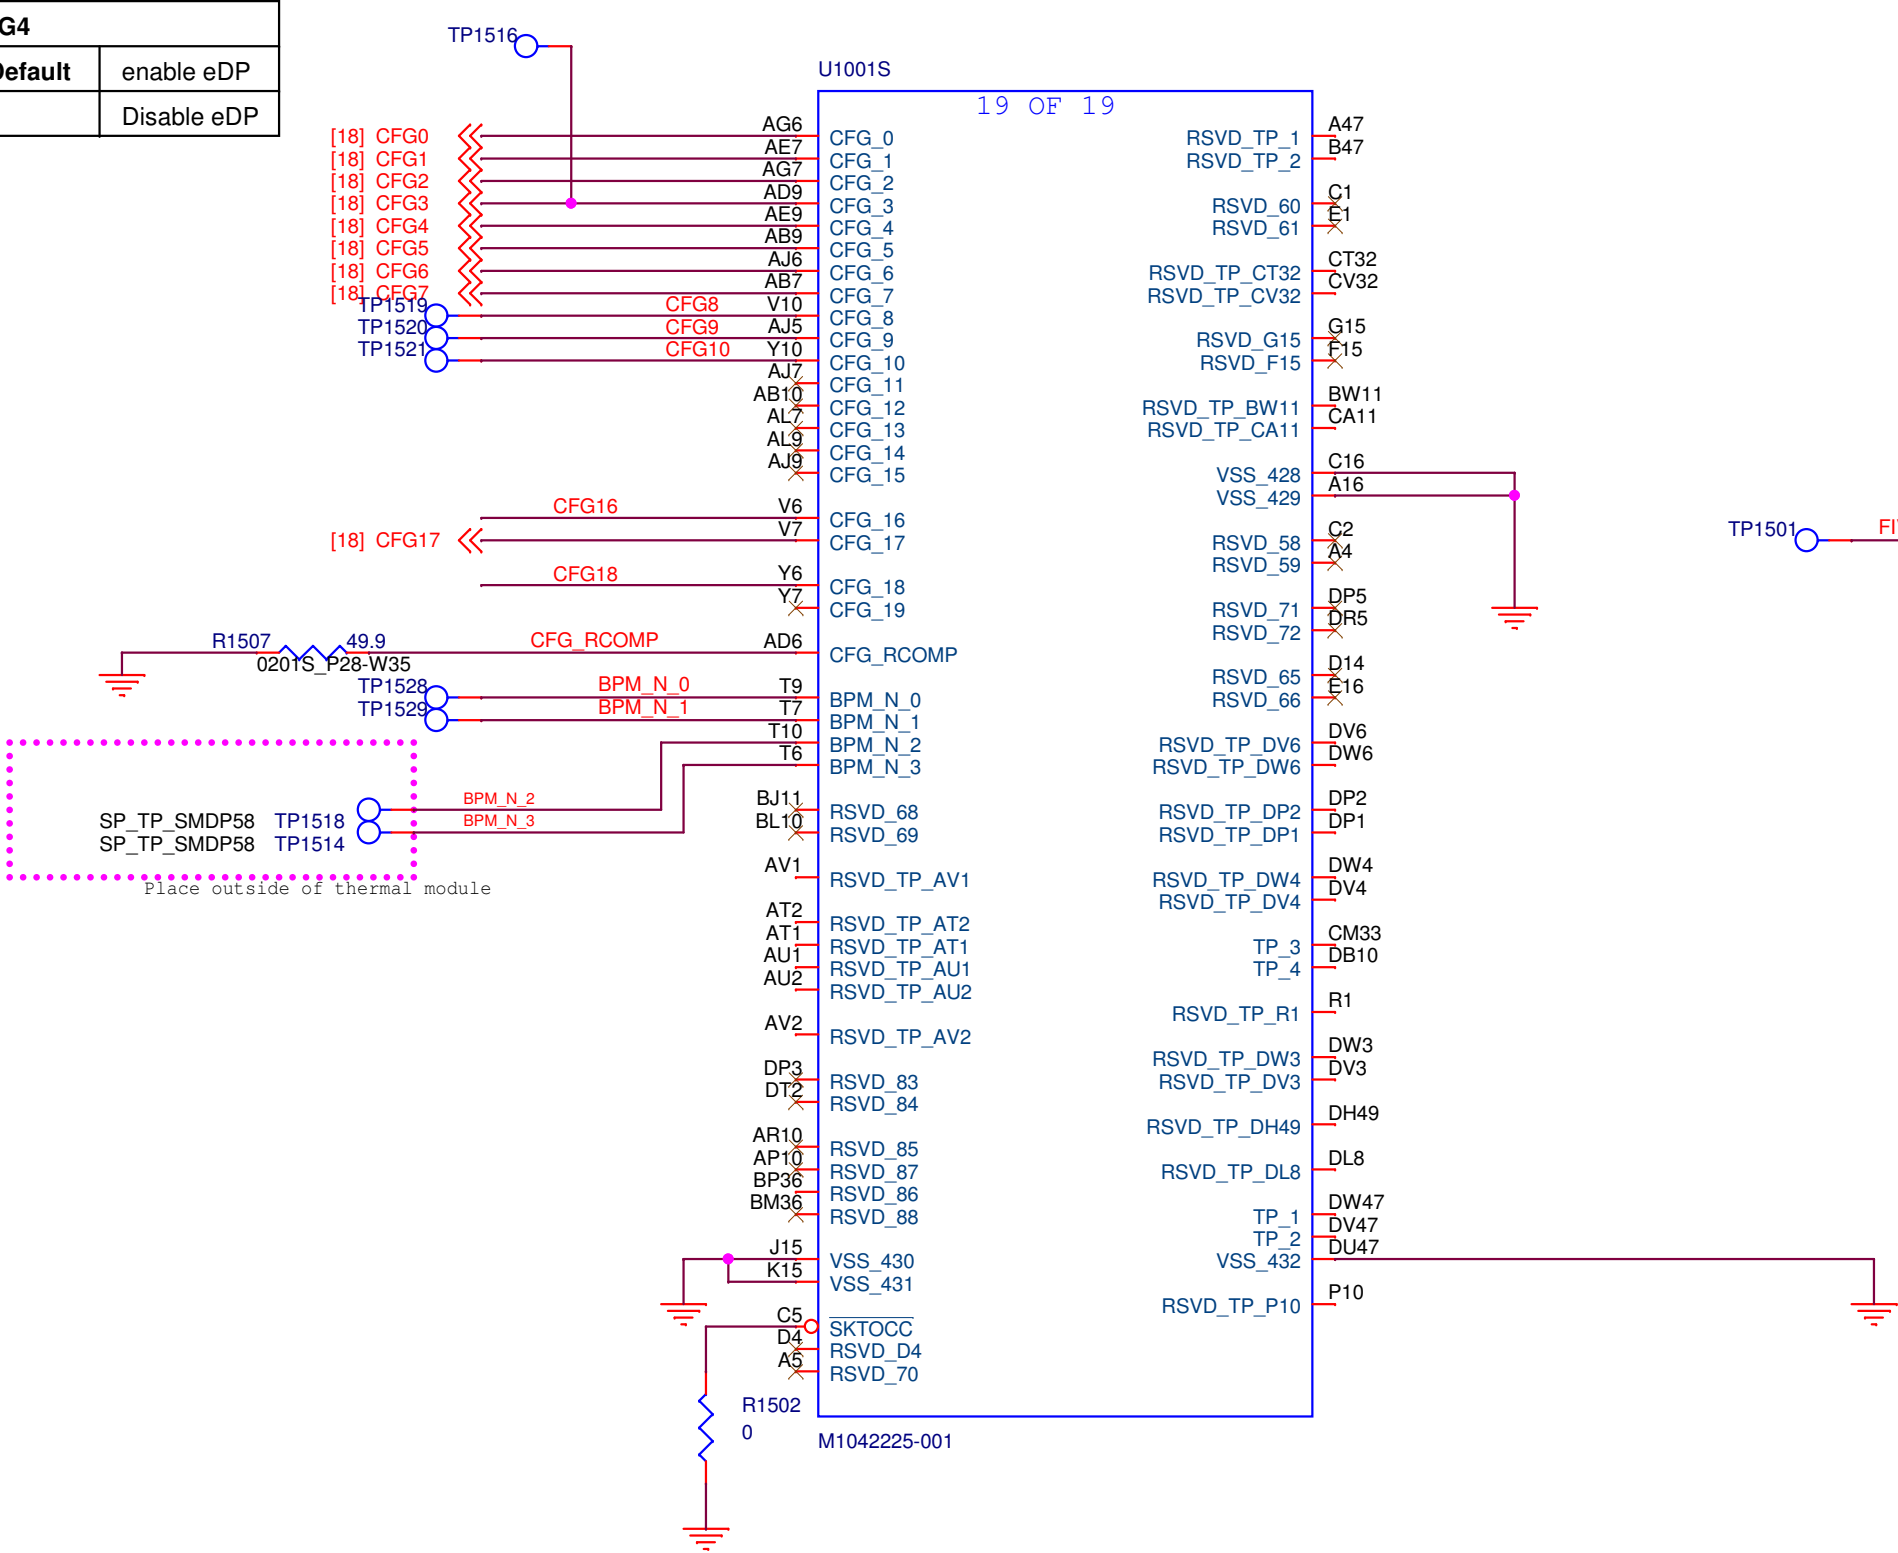 G4
Default enable eDP
Disable eDP
TP1516
U1001S
19 OF 19
[18] CFG0 AG6 CFG_0
[18] CFG1 AE7 CFG_1
[18] CFG2 AG7 CFG_2
[18] CFG3 AD9 CFG_3
[18] CFG4 AE9 CFG_4
[18] CFG5 AB9 CFG_5
[18] CFG6 AJ6 CFG_6
[18] CFG7 AB7 CFG_7
TP1519 CFG8 V10 CFG_8
TP1520 CFG9 AJ5 CFG_9
TP1521 CFG10 Y10 CFG_10
AJ7 CFG_11
AB10 CFG_12
AL7 CFG_13
AL9 CFG_14
AJ9 CFG_15
CFG16 V6 CFG_16
[18] CFG17 V7 CFG_17
CFG18 Y6 CFG_18
Y7 CFG_19
R1507 49.9 CFG_RCOMP AD6 CFG_RCOMP
0201S_P28-W35
TP1528 BPM_N_0 T9 BPM_N_0
TP1529 BPM_N_1 T7 BPM_N_1
T10 BPM_N_2
T6 BPM_N_3
BPM_N_2
SP_TP_SMDP58 TP1518
BPM_N_3
SP_TP_SMDP58 TP1514
Place outside of thermal module
BJ11 RSVD_68
BL10 RSVD_69
AV1 RSVD_TP_AV1
AT2 RSVD_TP_AT2
AT1 RSVD_TP_AT1
AU1 RSVD_TP_AU1
AU2 RSVD_TP_AU2
AV2 RSVD_TP_AV2
DP3 RSVD_83
DT2 RSVD_84
AR10 RSVD_85
AP10 RSVD_87
BP36 RSVD_86
BM36 RSVD_88
J15 VSS_430
K15 VSS_431
C5 SKTOCC
D4 RSVD_D4
A5 RSVD_70
R1502
0
M1042225-001
RSVD_TP_1 A47
RSVD_TP_2 B47
RSVD_60 C1
RSVD_61 E1
RSVD_TP_CT32 CT32
RSVD_TP_CV32 CV32
RSVD_G15 G15
RSVD_F15 F15
RSVD_TP_BW11 BW11
RSVD_TP_CA11 CA11
VSS_428 C16
VSS_429 A16
RSVD_58 C2
RSVD_59 A4
RSVD_71 DP5
RSVD_72 DR5
RSVD_65 D14
RSVD_66 E16
RSVD_TP_DV6 DV6
RSVD_TP_DW6 DW6
RSVD_TP_DP2 DP2
RSVD_TP_DP1 DP1
RSVD_TP_DW4 DW4
RSVD_TP_DV4 DV4
TP_3 CM33
TP_4 DB10
RSVD_TP_R1 R1
RSVD_TP_DW3 DW3
RSVD_TP_DV3 DV3
RSVD_TP_DH49 DH49
RSVD_TP_DL8 DL8
TP_1 DW47
TP_2 DV47
VSS_432 DU47
RSVD_TP_P10 P10
TP1501